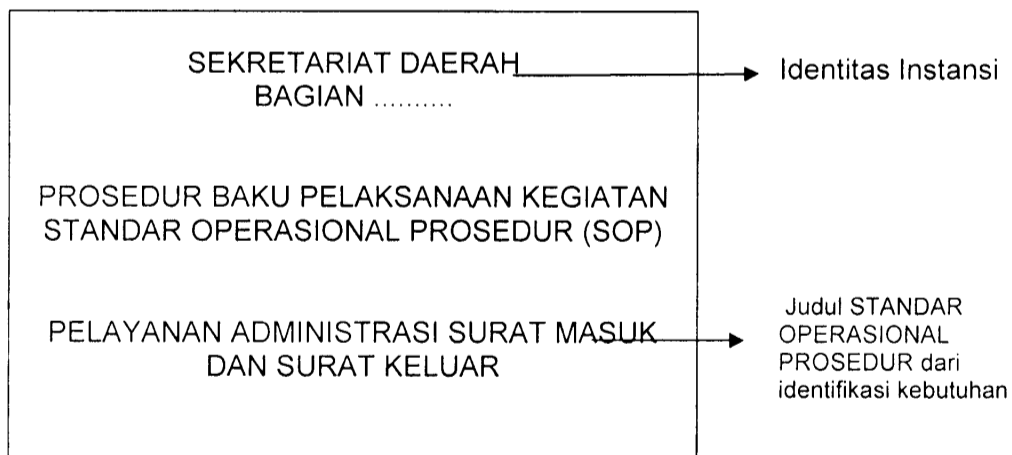 SEKRETARIAT DAERAH
BAGIAN ..........
Identitas Instansi
PROSEDUR BAKU PELAKSANAAN KEGIATAN
STANDAR OPERASIONAL PROSEDUR (SOP)
PELAYANAN ADMINISTRASI SURAT MASUK
DAN SURAT KELUAR
Judul STANDAR
OPERASIONAL
PROSEDUR dari
identifikasi kebutuhan